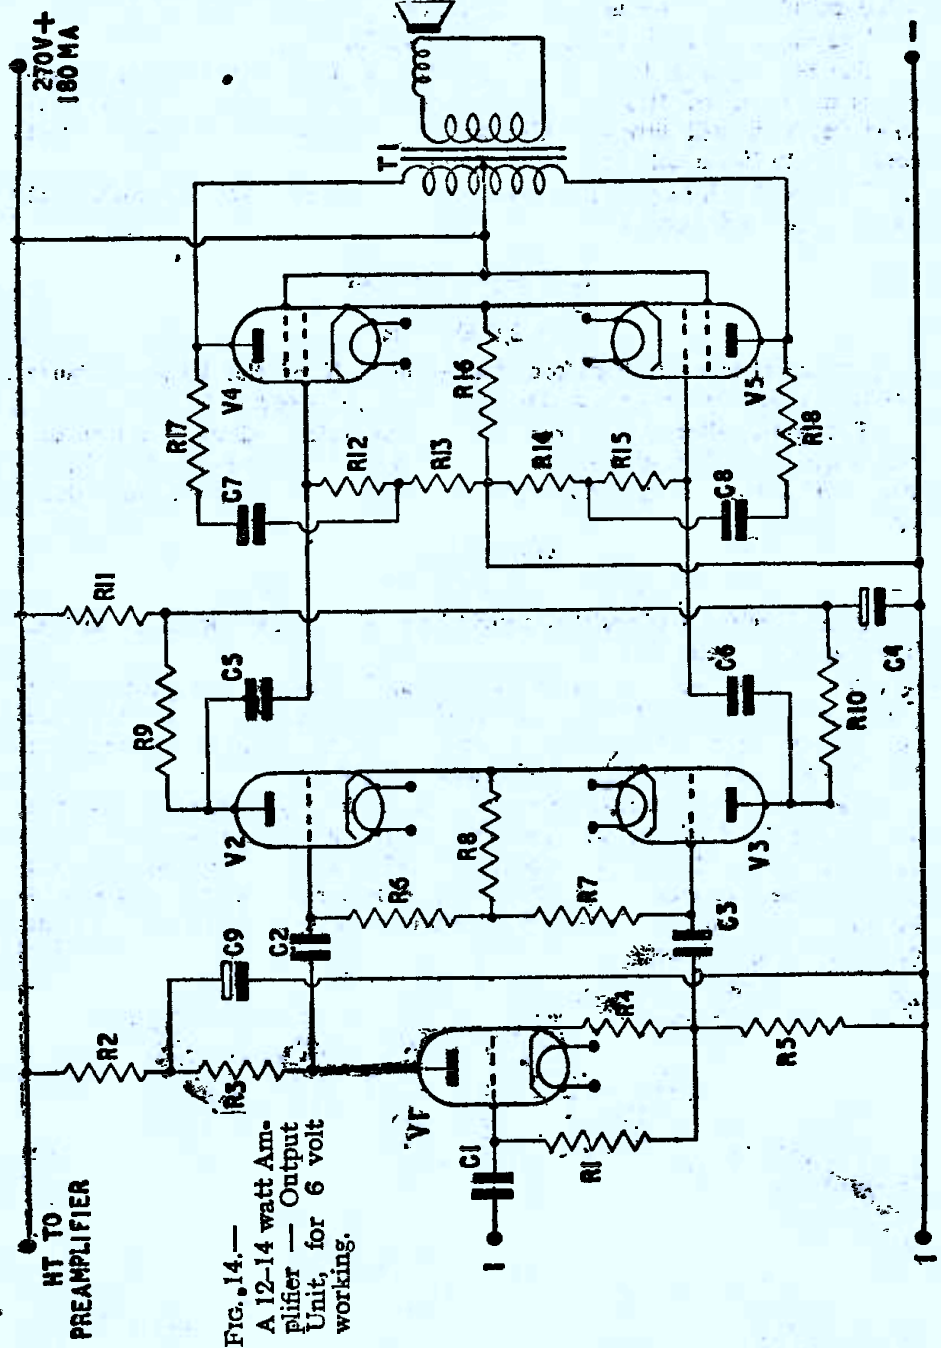 HT TO
PREAMPLIFIER
270V+
180 MA
R2
R11
C9
R3
R9
R17
C7
V4
T1
C2
V2
C5
R12
V1
R6
R13
R16
C1
R8
R14
R1
R4
R7
R15
C3
V3
C6
C8
V5
R5
R10
R18
C4
FIG. 14.—
A 12-14 watt Am-
plifier — Output
Unit, for 6 volt
working.